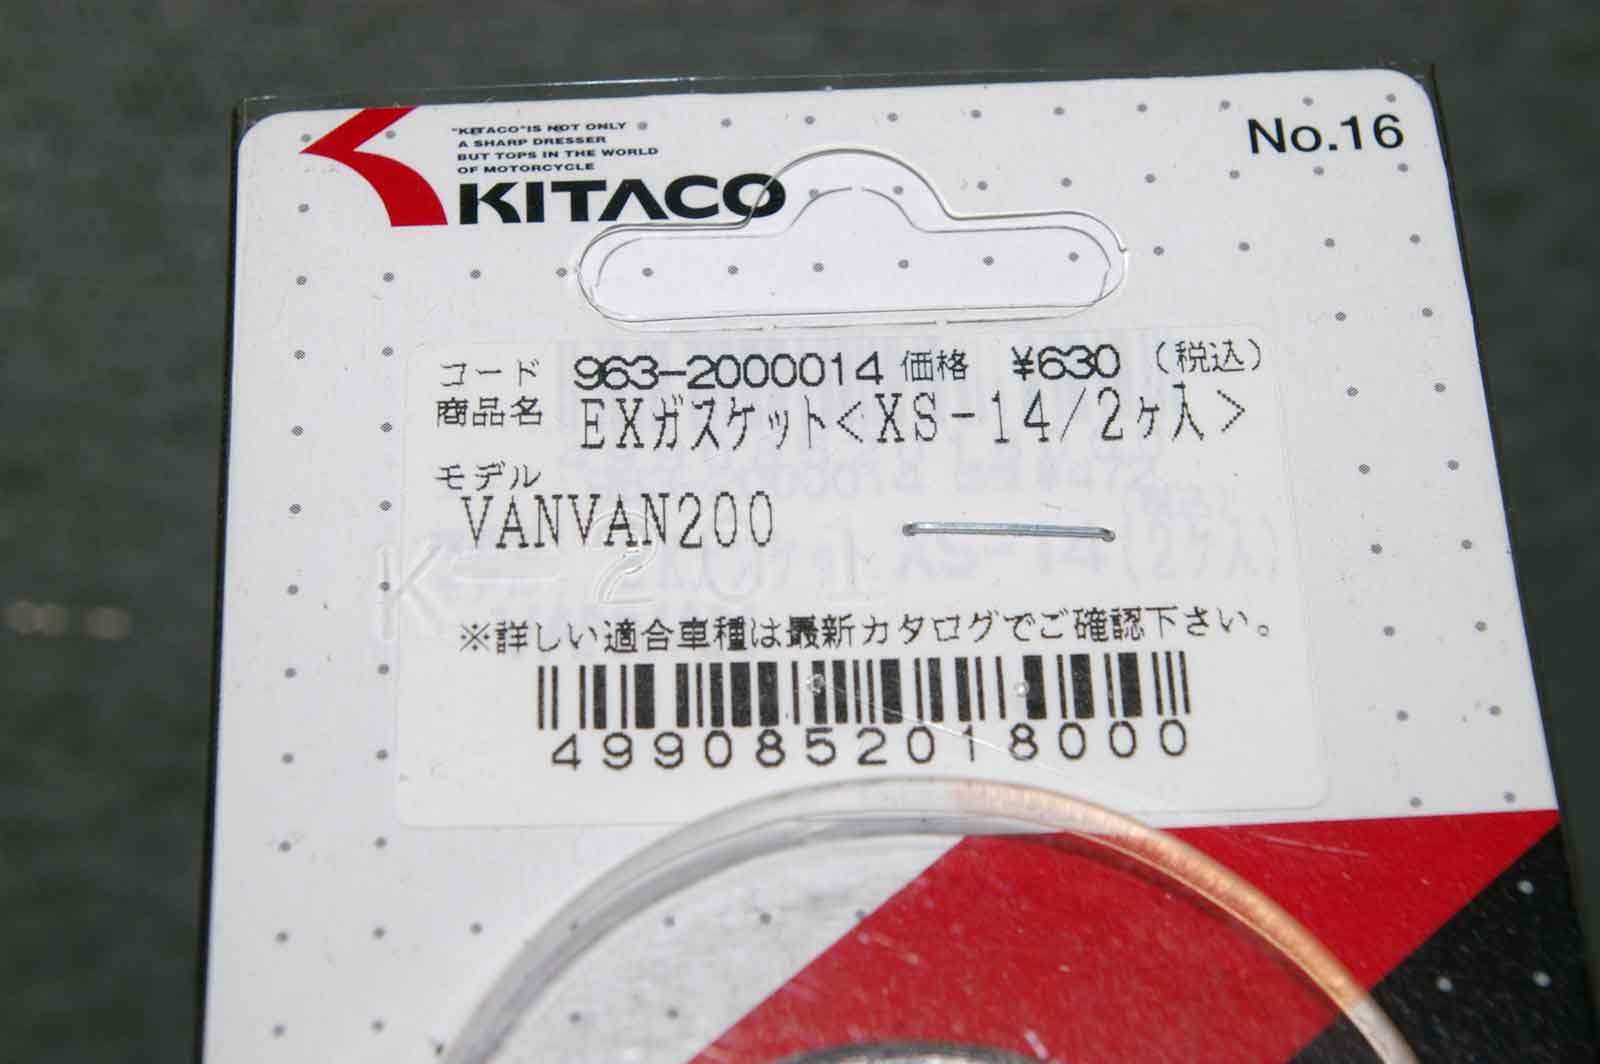 "KITACO"IS NOT ONLY
A SHARP DRESSER
BUT TOPS IN THE WORLD
OF MOTORCYCLE
KITACO
No.16
コード 963-2000014 価格 ¥630 (税込)
商品名 EXガスケット<XS-14/2ヶ入>
モデル
VANVAN200
K-201
※詳しい適合車種は最新カタログでご確認下さい。
4990852018000